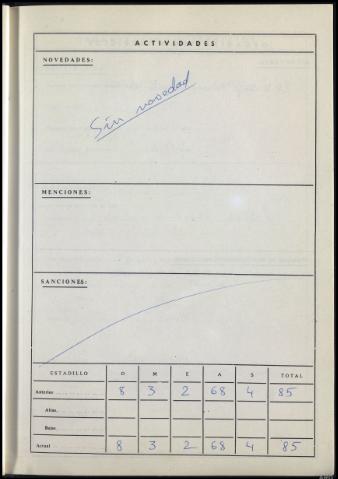 ACTIVIDADES
NOVEDADES:
Sin novedad
MENCIONES:
SANCIONES:
ESTADILLO O M E A S TOTAL
Anterior 8 3 2 68 4 85
Altas
Bajas
Actual 8 3 2 68 4 85